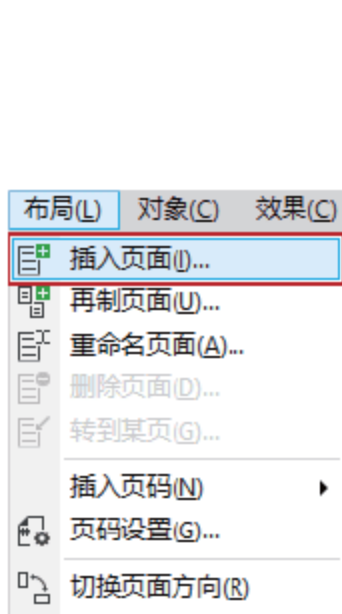 布局(L) 对象(C) 效果(C)
插入页面(I)...
再制页面(U)...
重命名页面(A)...
删除页面(D)...
转到某页(G)...
插入页码(N)
页码设置(G)...
切换页面方向(R)